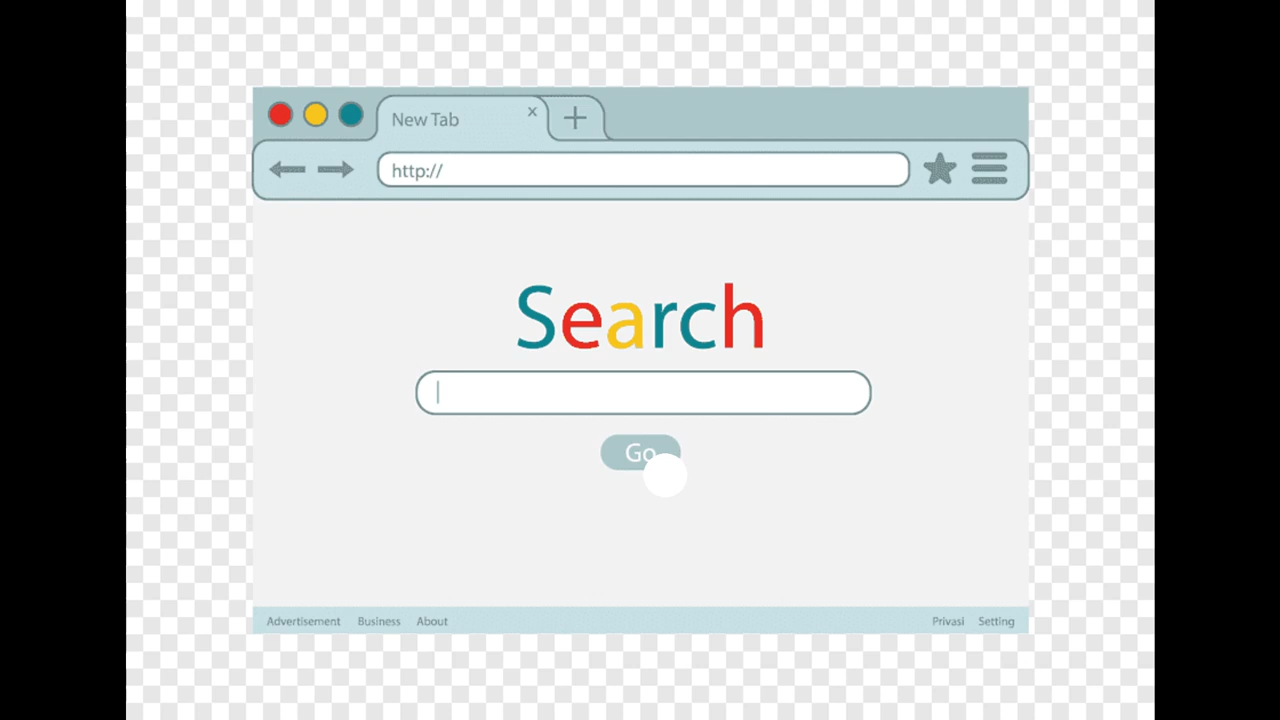 New Tab x +
http://
Search
Go
Advertisement Business About Privasi Setting